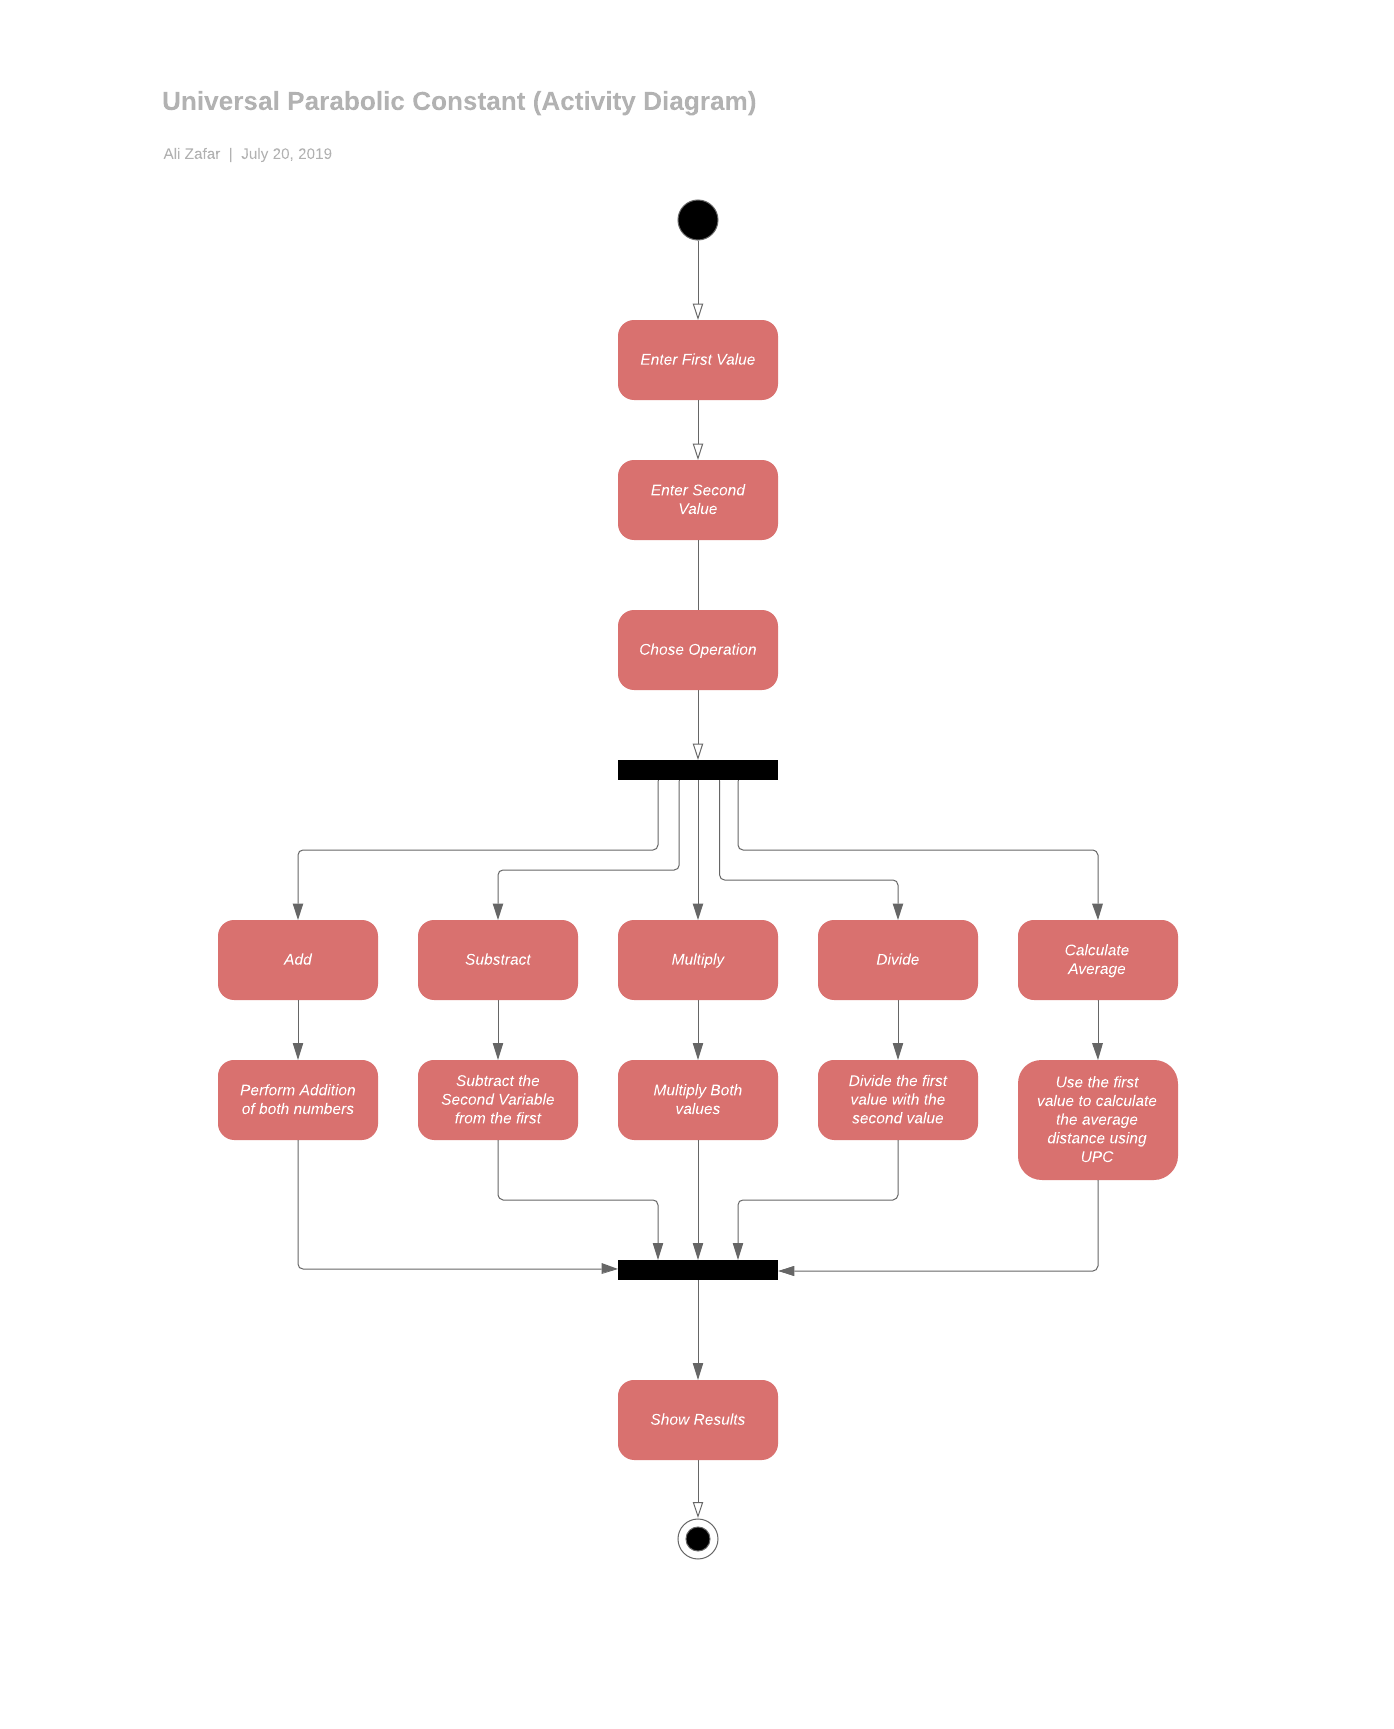 Universal Parabolic Constant (Activity Diagram)
Ali Zafar | July 20, 2019
Enter First Value
Enter Second
Value
Chose Operation
Add
Substract
Multiply
Divide
Calculate
Average
Perform Addition
of both numbers
Subtract the
Second Variable
from the first
Multiply Both
values
Divide the first
value with the
second value
Use the first
value to calculate
the average
distance using
UPC
Show Results